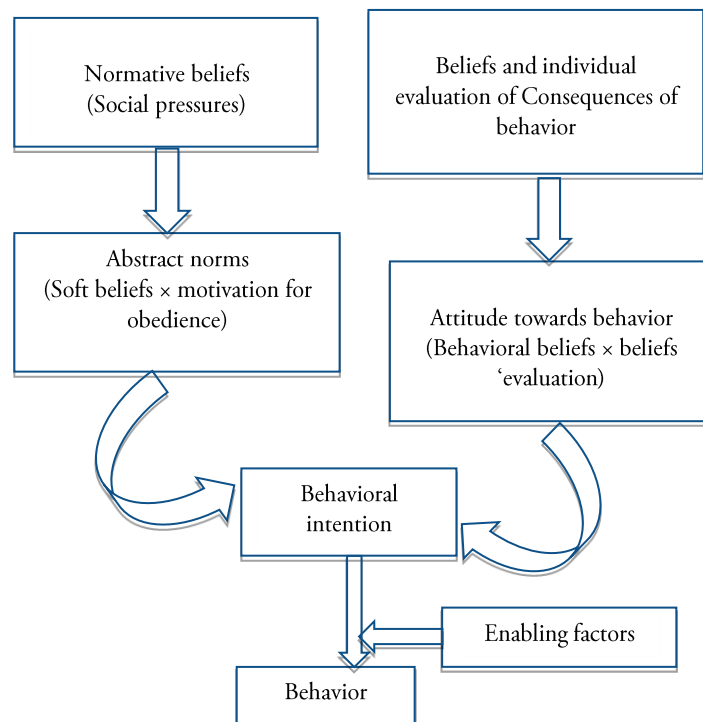 Normative beliefs
(Social pressures)
Beliefs and individual
evaluation of Consequences of
behavior
Abstract norms
(Soft beliefs × motivation for
obedience)
Attitude towards behavior
(Behavioral beliefs × beliefs
‘evaluation)
Behavioral
intention
Enabling factors
Behavior